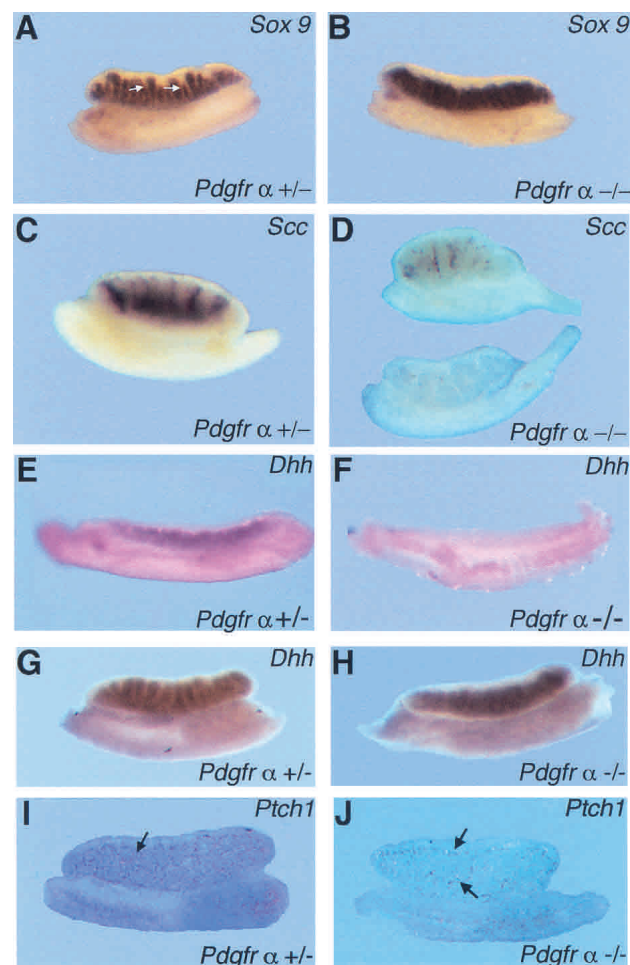 A Sox 9
Pdgfr α +/–
B Sox 9
Pdgfr α –/–
C Scc
Pdgfr α +/–
D Scc
Pdgfr α –/–
E Dhh
Pdgfr α +/-
F Dhh
Pdgfr α -/-
G Dhh
Pdgfr α +/-
H Dhh
Pdgfr α -/-
I Ptch1
Pdgfr α +/-
J Ptch1
Pdgfr α -/-